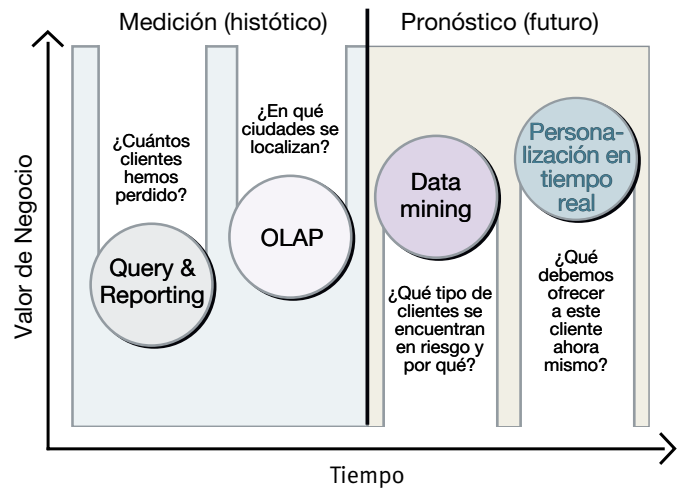 Medición (histótico)
Pronóstico (futuro)
Valor de Negocio
¿Cuántos
clientes
hemos
perdido?
Query &
Reporting
¿En qué
ciudades se
localizan?
OLAP
Data
mining
¿Qué tipo de
clientes se
encuentran
en riesgo y
por qué?
Persona-
lización en
tiempo
real
¿Qué
debemos
ofrecer
a este
cliente
ahora
mismo?
Tiempo